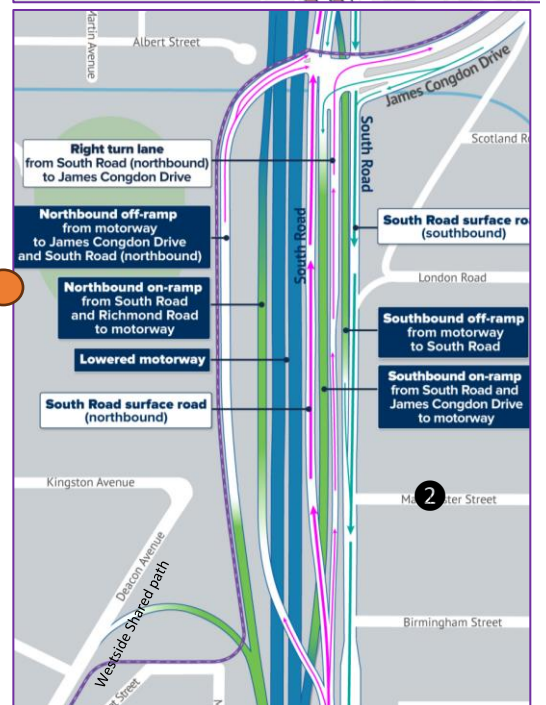 Martin Avenue
Albert Street
James Congdon Drive
Scotland
South Road
Right turn lane
from South Road (northbound)
to James Congdon Drive
Northbound off-ramp
from motorway
to James Congdon Drive
and South Road (northbound)
South Road
South Road surface
(southbound)
London Road
Northbound on-ramp
from South Road
and Richmond Road
to motorway
Southbound off-ramp
from motorway
to South Road
Lowered motorway
Southbound on-ramp
from South Road and
James Congdon Drive
to motorway
South Road surface road
(northbound)
Kingston Avenue
2
Street
Deacon Avenue
Westside Shared path
Birmingham Street
Street